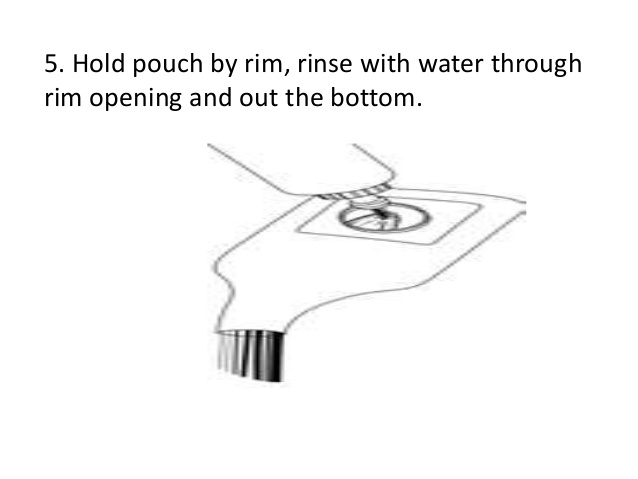 5. Hold pouch by rim, rinse with water through
rim opening and out the bottom.